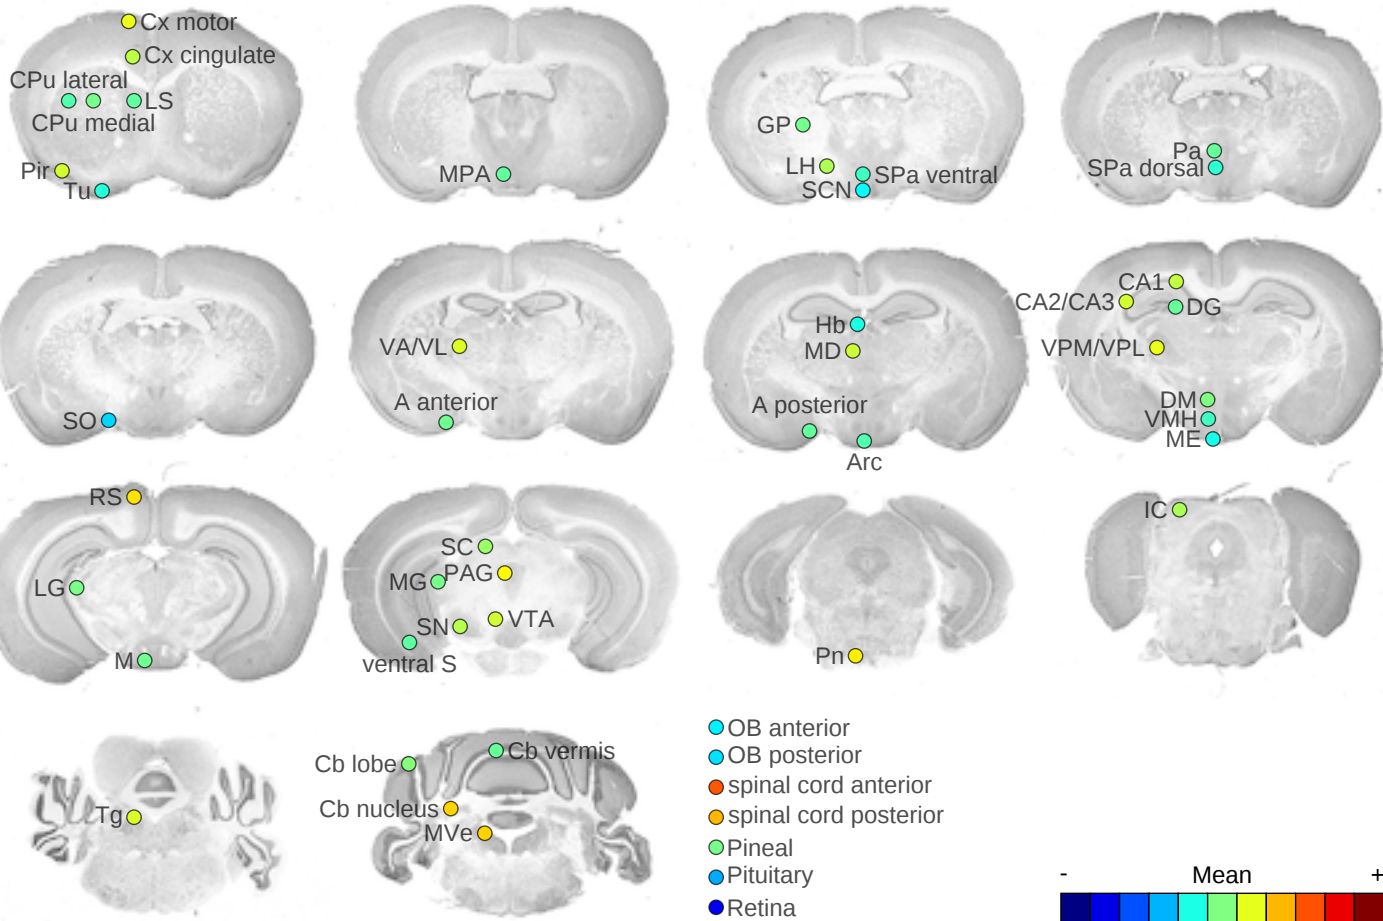 Cx motor
Cx cingulate
CPu lateral
LS
CPu medial
Pir
Tu
MPA
GP
LH
SPa ventral
SCN
Pa
SPa dorsal
SO
VA/VL
A anterior
Hb
MD
A posterior
Arc
CA1
CA2/CA3
DG
VPM/VPL
DM
VMH
ME
RS
LG
M
SC
PAG
MG
VTA
SN
ventral S
Pn
IC
Tg
Cb vermis
Cb lobe
Cb nucleus
MVe
OB anterior
OB posterior
spinal cord anterior
spinal cord posterior
Pineal
Pituitary
Retina
- Mean +